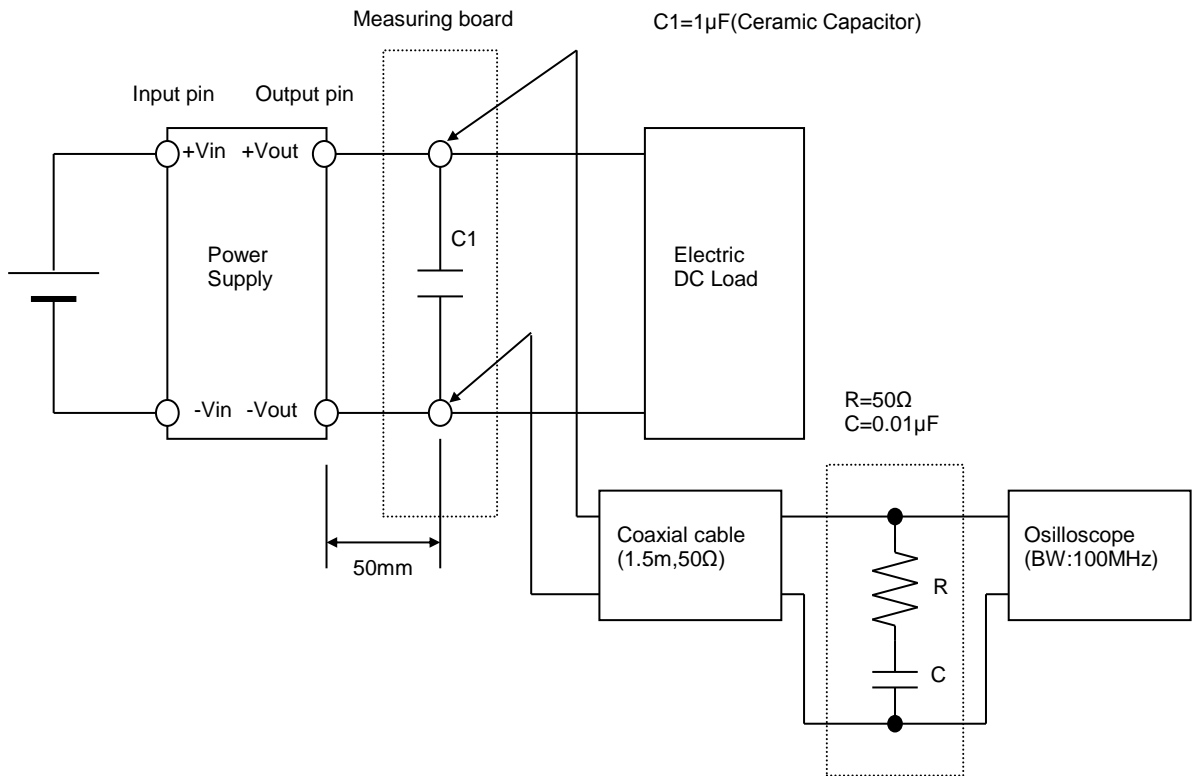 Measuring board
C1=1µF(Ceramic Capacitor)
Input pin
Output pin
+Vin +Vout
C1
Power
Supply
Electric
DC Load
-Vin -Vout
R=50Ω
C=0.01µF
50mm
Coaxial cable
(1.5m,50Ω)
R
C
Osilloscope
(BW:100MHz)